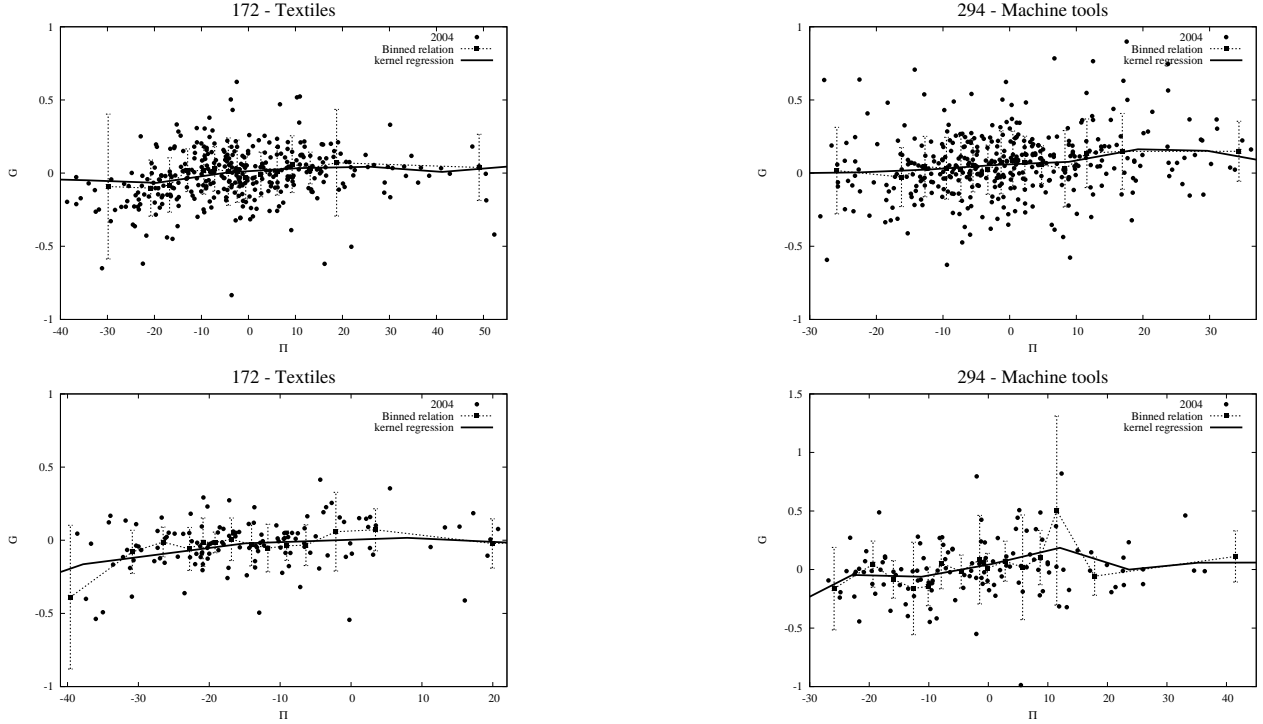 172 - Textiles
1
0.5
0
-0.5
-1
-40 -30 -20 -10 0 10 20 30 40 50
G
Π
2004
Binned relation
kernel regression
294 - Machine tools
1
0.5
0
-0.5
-1
-30 -20 -10 0 10 20 30
G
Π
2004
Binned relation
kernel regression
172 - Textiles
1
0.5
0
-0.5
-1
-40 -30 -20 -10 0 10 20
G
Π
2004
Binned relation
kernel regression
294 - Machine tools
1.5
1
0.5
0
-0.5
-1
-30 -20 -10 0 10 20 30 40
G
Π
2004
Binned relation
kernel regression